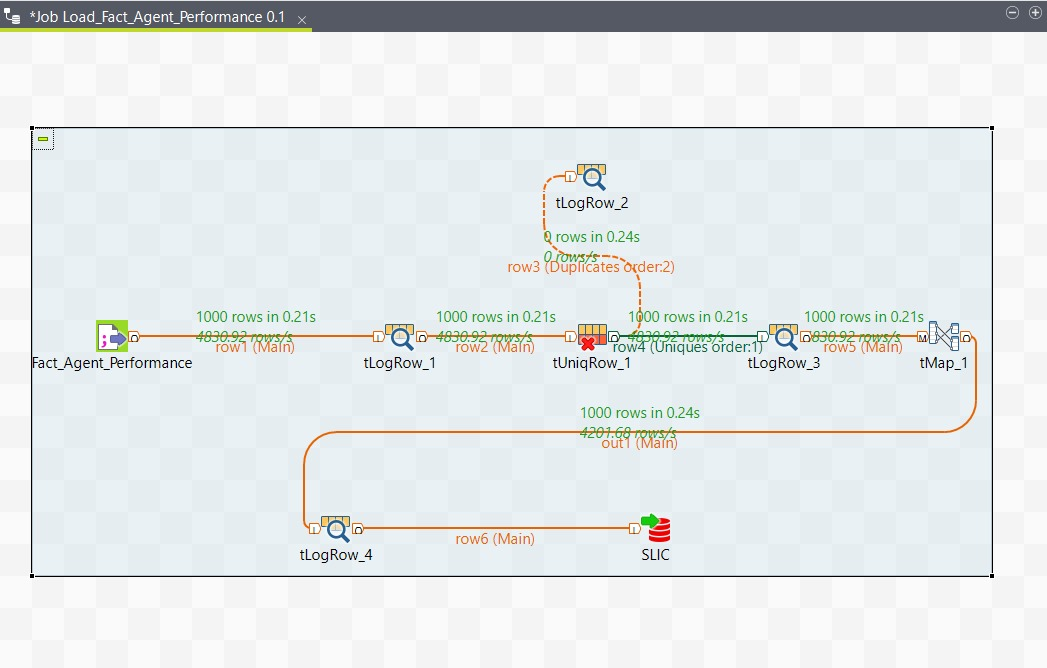 *Job Load_Fact_Agent_Performance 0.1
tLogRow_2
0 rows in 0.24s
0 rows/s
row3 (Duplicates order:2)
1000 rows in 0.21s
4830.92 rows/s
row1 (Main)
1000 rows in 0.21s
4830.92 rows/s
row2 (Main)
1000 rows in 0.21s
4830.92 rows/s
row4 (Uniques order:1)
1000 rows in 0.21s
4830.92 rows/s
row5 (Main)
Fact_Agent_Performance
tLogRow_1
tUniqRow_1
tLogRow_3
tMap_1
1000 rows in 0.24s
4201.68 rows/s
out1 (Main)
row6 (Main)
tLogRow_4
SLIC